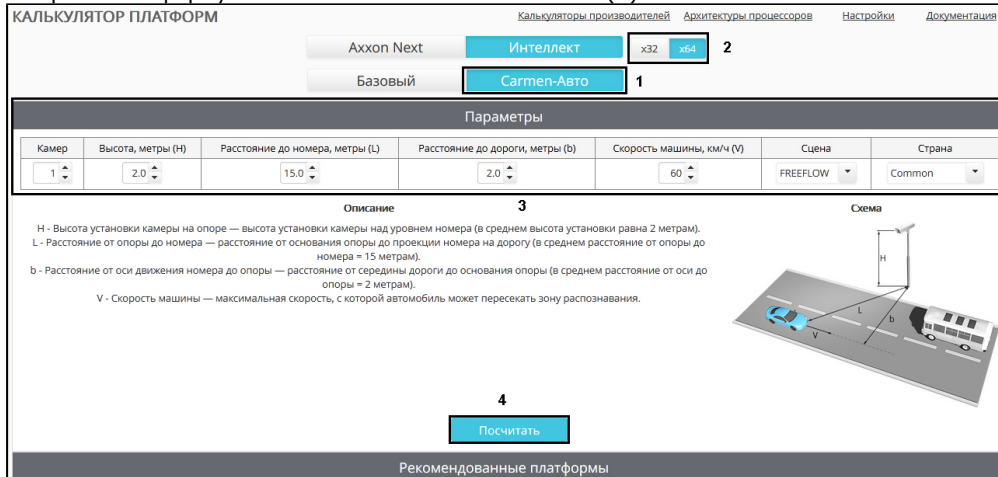 КАЛЬКУЛЯТОР ПЛАТФОРМ
Калькуляторы производителей Архитектуры процессоров Настройки Документация
Axxon Next Интеллект x32 x64 2
Базовый Carmen-Авто 1
Параметры
Камер Высота, метры (H) Расстояние до номера, метры (L) Расстояние до дороги, метры (b) Скорость машины, км/ч (V) Сцена Страна
1 2.0 15.0 2.0 60 FREEFLOW Common
Описание 3 Схема
H - Высота установки камеры на опоре — высота установки камеры над уровнем номера (в среднем высота установки равна 2 метрам).
L - Расстояние от опоры до номера — расстояние от основания опоры до проекции номера на дорогу (в среднем расстояние от опоры до
номера = 15 метрам).
b - Расстояние от оси движения номера до опоры — расстояние от середины дороги до основания опоры (в среднем расстояние от оси до
опоры = 2 метрам).
V - Скорость машины — максимальная скорость, с которой автомобиль может пересекать зону распознавания.
H
L
b
V
4
Посчитать
Рекомендованные платформы